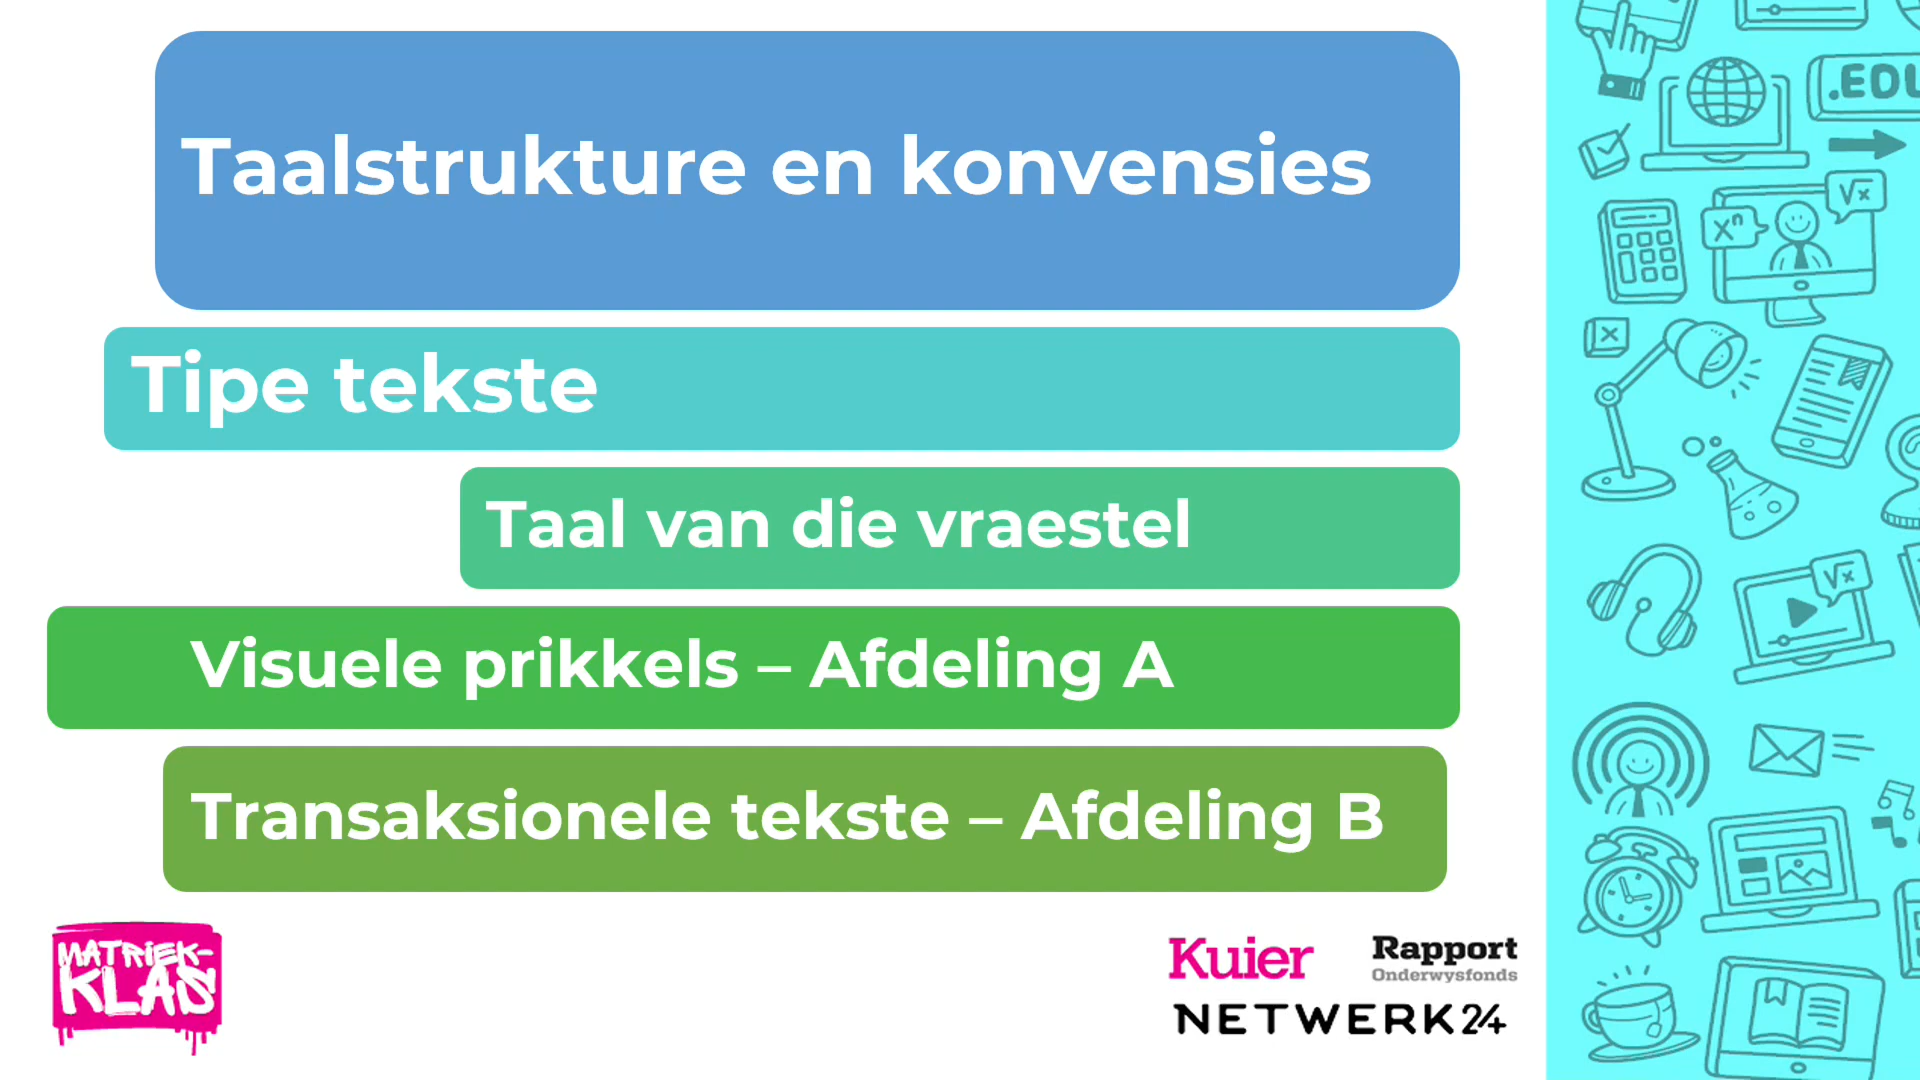 Taalstrukture en konvensies
Tipe tekste
Taal van die vraestel
Visuele prikkels – Afdeling A
Transaksionele tekste – Afdeling B
MATRIEK-
KLAS
Kuier
Rapport
Onderwysfonds
NETWERK24
.EDU
√x
xⁿ
√x